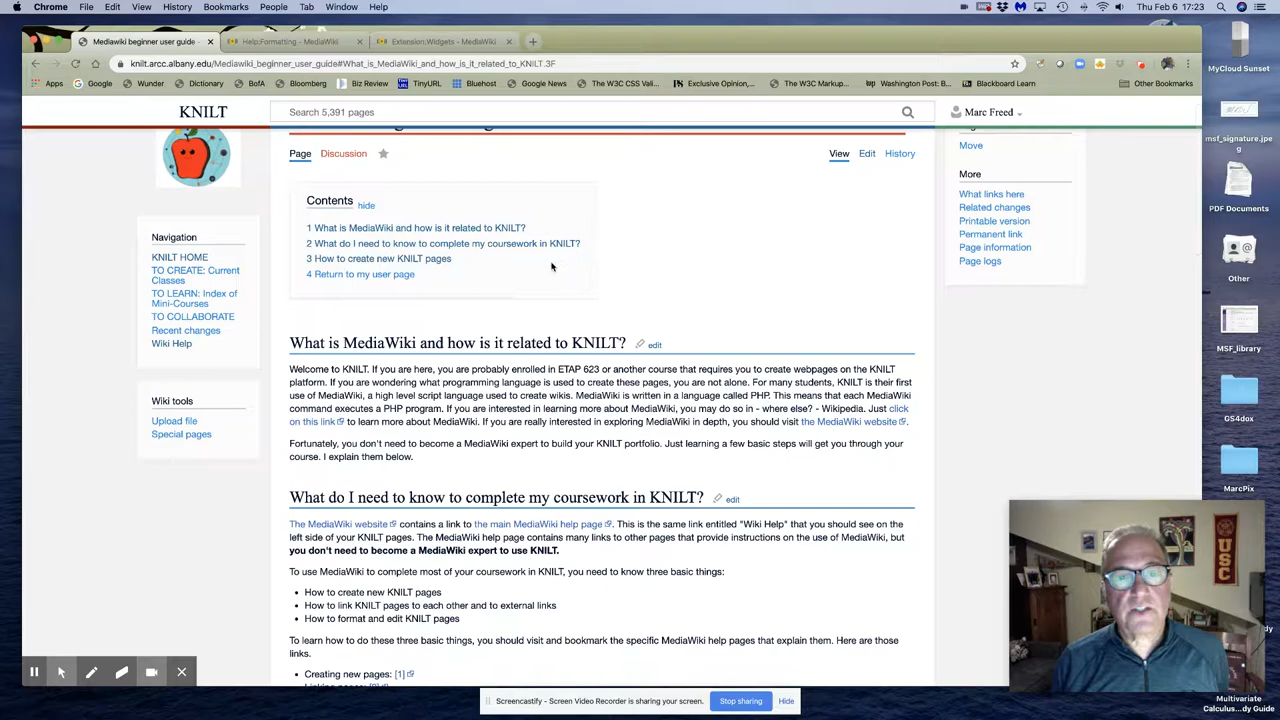 Chrome File Edit View History Bookmarks People Tab Window Help Thu Feb 6 17:23
Mediawiki beginner user guide - Help:Formatting - MediaWiki Extension:Widgets - MediaWiki
knilt.arcc.albany.edu/Mediawiki_beginner_user_guide#What_is_MediaWiki_and_how_is_it_related_to_KNILT.3F
Apps Google Wunder Dictionary BofA Bloomberg Biz Review TinyURL Bluehost Google News The W3C CSS Vali... Exclusive Opinion,... The W3C Markup... Washington Post: B... Blackboard Learn Other Bookmarks
KNILT
Search 5,391 pages
Marc Freed
Page Discussion
View Edit History
Contents hide
1 What is MediaWiki and how is it related to KNILT?
2 What do I need to know to complete my coursework in KNILT?
3 How to create new KNILT pages
4 Return to my user page
Navigation
KNILT HOME
TO CREATE: Current
Classes
TO LEARN: Index of
Mini-Courses
TO COLLABORATE
Recent changes
Wiki Help
Wiki tools
Upload file
Special pages
What is MediaWiki and how is it related to KNILT? edit
Welcome to KNILT. If you are here, you are probably enrolled in ETAP 623 or another course that requires you to create webpages on the KNILT
platform. If you are wondering what programming language is used to create these pages, you are not alone. For many students, KNILT is their first
use of MediaWiki, a high level script language used to create wikis. MediaWiki is written in a language called PHP. This means that each MediaWiki
command executes a PHP program. If you are interested in learning more about MediaWiki, you may do so in - where else? - Wikipedia. Just click
on this link to learn more about MediaWiki. If you are really interested in exploring MediaWiki in depth, you should visit the MediaWiki website.
Fortunately, you don't need to become a MediaWiki expert to build your KNILT portfolio. Just learning a few basic steps will get you through your
course. I explain them below.
What do I need to know to complete my coursework in KNILT? edit
The MediaWiki website contains a link to the main MediaWiki help page. This is the same link entitled "Wiki Help" that you should see on the
left side of your KNILT pages. The MediaWiki help page contains many links to other pages that provide instructions on the use of MediaWiki, but
you don't need to become a MediaWiki expert to use KNILT.
To use MediaWiki to complete most of your coursework in KNILT, you need to know three basic things:
• How to create new KNILT pages
• How to link KNILT pages to each other and to external links
• How to format and edit KNILT pages
To learn how to do these three basic things, you should visit and bookmark the specific MediaWiki help pages that explain them. Here are those
links.
• Creating new pages: [1]
Move
More
What links here
Related changes
Printable version
Permanent link
Page information
Page logs
MyCloud Sunset
msf_signature.jpe
g
PDF Documents
Other
MSF_library
GS4dox
MarcPix
USC
Multivariate
Calculus...dy Guide
Screencastify - Screen Video Recorder is sharing your screen. Stop sharing Hide